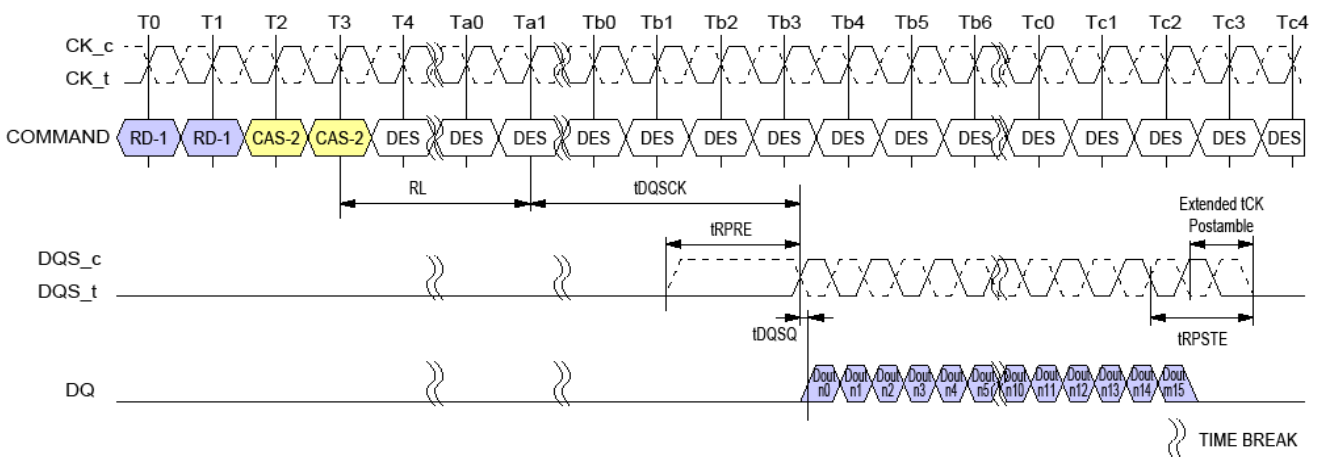 T0 T1 T2 T3 T4 Ta0 Ta1 Tb0 Tb1 Tb2 Tb3 Tb4 Tb5 Tb6 Tc0 Tc1 Tc2 Tc3 Tc4
CK_c
CK_t
COMMAND RD-1 RD-1 CAS-2 CAS-2 DES DES DES DES DES DES DES DES DES DES DES DES DES DES DES
RL tDQSCK
Extended tCK
Postamble
tRPRE
DQS_c
DQS_t
tDQSQ
tRPSTE
DQ
Dout Dout Dout Dout Dout Dout Dout Dout Dout Dout Dout Dout
n0 n1 n2 n3 n4 n5 n10 n11 n12 n13 n14 m15
TIME BREAK